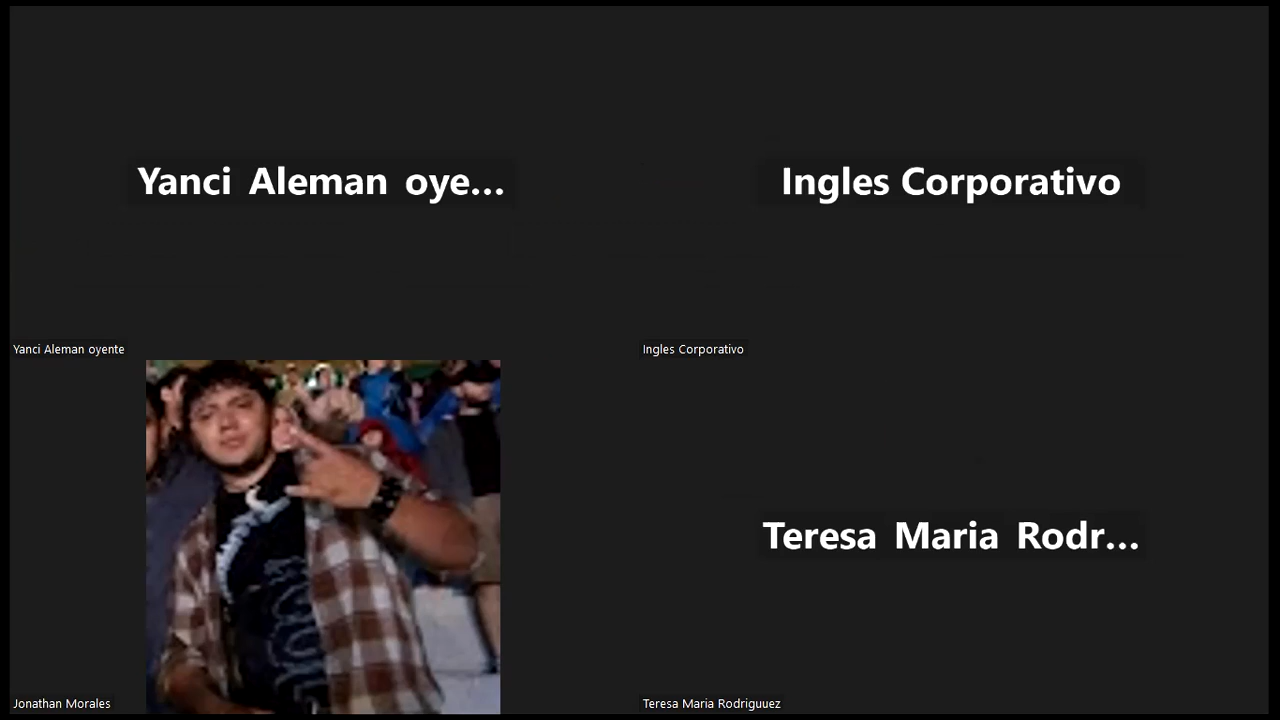 Yanci Aleman oye...
Ingles Corporativo
Yanci Aleman oyente
Ingles Corporativo
Teresa Maria Rodr...
Jonathan Morales
Teresa Maria Rodriguuez